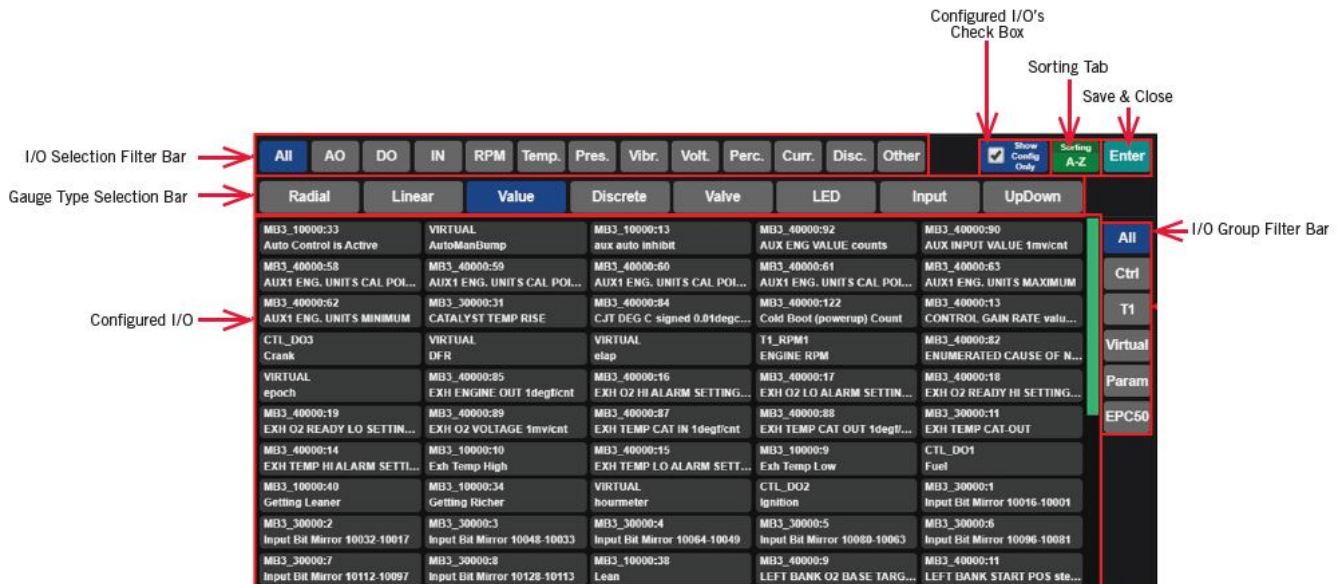 Configured I/O's
Check Box
Sorting Tab
Save & Close
I/O Selection Filter Bar
All AO DO IN RPM Temp. Pres. Vibr. Volt. Perc. Curr. Disc. Other
Show
Config
Only
Sorting
A-Z
Enter
Gauge Type Selection Bar
Radial Linear Value Discrete Valve LED Input UpDown
I/O Group Filter Bar
All
Ctrl
T1
Virtual
Param
EPC50
Configured I/O
MB3_10000:33 VIRTUAL MB3_10000:13 MB3_40000:92 MB3_40000:90
Auto Control is Active AutoManBump aux auto inhibit AUX ENG VALUE counts AUX INPUT VALUE 1mv/cnt
MB3_40000:58 MB3_40000:59 MB3_40000:60 MB3_40000:61 MB3_40000:63
AUX1 ENG. UNITS CAL POI... AUX1 ENG. UNITS CAL POI... AUX1 ENG. UNITS CAL POI... AUX1 ENG. UNITS CAL POI... AUX1 ENG. UNITS MAXIMUM
MB3_40000:62 MB3_30000:31 MB3_40000:84 MB3_40000:122 MB3_40000:13
AUX1 ENG. UNITS MINIMUM CATALYST TEMP RISE CJT DEG C signed 0.01degc... Cold Boot (powerup) Count CONTROL GAIN RATE valu...
CTL_DO3 VIRTUAL VIRTUAL T1_RPM1 MB3_40000:82
Crank DFR elap ENGINE RPM ENUMERATED CAUSE OF N...
VIRTUAL MB3_40000:85 MB3_40000:16 MB3_40000:17 MB3_40000:18
epoch EXH ENGINE OUT 1degf/cnt EXH O2 HI ALARM SETTING... EXH O2 LO ALARM SETTIN... EXH O2 READY HI SETTING...
MB3_40000:19 MB3_40000:89 MB3_40000:87 MB3_40000:88 MB3_30000:11
EXH O2 READY LO SETTIN... EXH O2 VOLTAGE 1mv/cnt EXH TEMP CAT IN 1degf/cnt EXH TEMP CAT OUT 1degf/... EXH TEMP CAT-OUT
MB3_40000:14 MB3_10000:10 MB3_40000:15 MB3_10000:9 CTL_DO1
EXH TEMP HI ALARM SETTI... Exh Temp High EXH TEMP LO ALARM SETT... Exh Temp Low Fuel
MB3_10000:40 MB3_10000:34 VIRTUAL CTL_DO2 MB3_30000:1
Getting Leaner Getting Richer hourmeter Ignition Input Bit Mirror 10016-10001
MB3_30000:2 MB3_30000:3 MB3_30000:4 MB3_30000:5 MB3_30000:6
Input Bit Mirror 10032-10017 Input Bit Mirror 10048-10033 Input Bit Mirror 10064-10049 Input Bit Mirror 10080-10063 Input Bit Mirror 10096-10081
MB3_30000:7 MB3_30000:8 MB3_10000:38 MB3_40000:9 MB3_40000:11
Input Bit Mirror 10112-10097 Input Bit Mirror 10128-10113 Lean LEFT BANK O2 BASE TARG... LEFT BANK START POS ste...